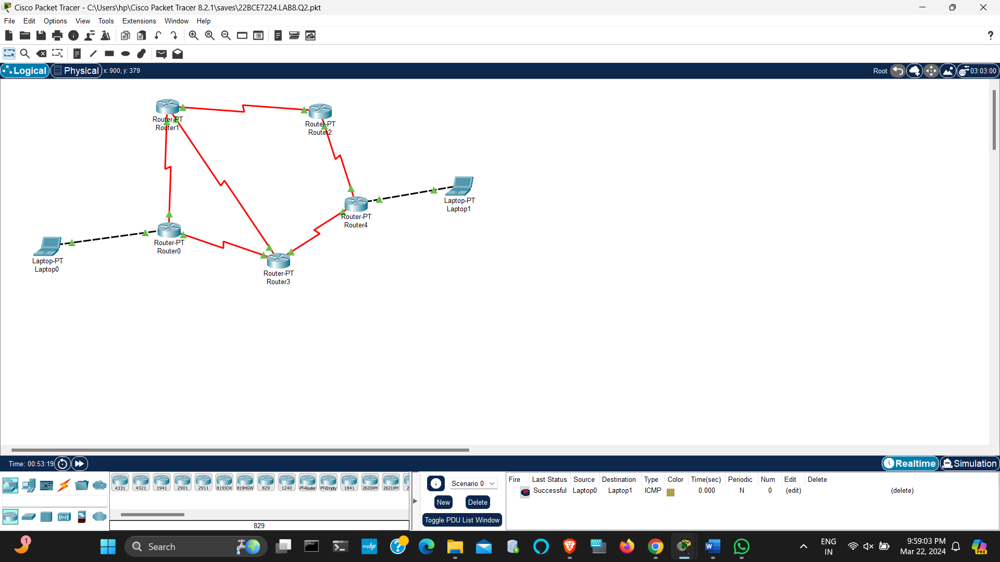 Cisco Packet Tracer - C:\Users\hp\Cisco Packet Tracer 8.2.1\saves\22BCE7224.LAB8.Q2.pkt
File Edit Options View Tools Extensions Window Help
?
Logical Physical x: 900, y: 379 Root 03:03:00
Router-PT
Router1
Router-PT
Router2
Laptop-PT
Laptop1
Router-PT
Router4
Router-PT
Router0
Laptop-PT
Laptop0
Router-PT
Router3
Time: 00:53:19 Realtime Simulation
4331 4321 1941 2901 2911 819IOX 819HGW 829 1240 PT-Router PT-Empty 1841 2620XM 2621XM
829
Scenario 0
New Delete
Toggle PDU List Window
Fire Last Status Source Destination Type Color Time(sec) Periodic Num Edit Delete
Successful Laptop0 Laptop1 ICMP 0.000 N 0 (edit) (delete)
1
Search
myhp
ENG
IN
9:59:03 PM
Mar 22, 2024
PRE